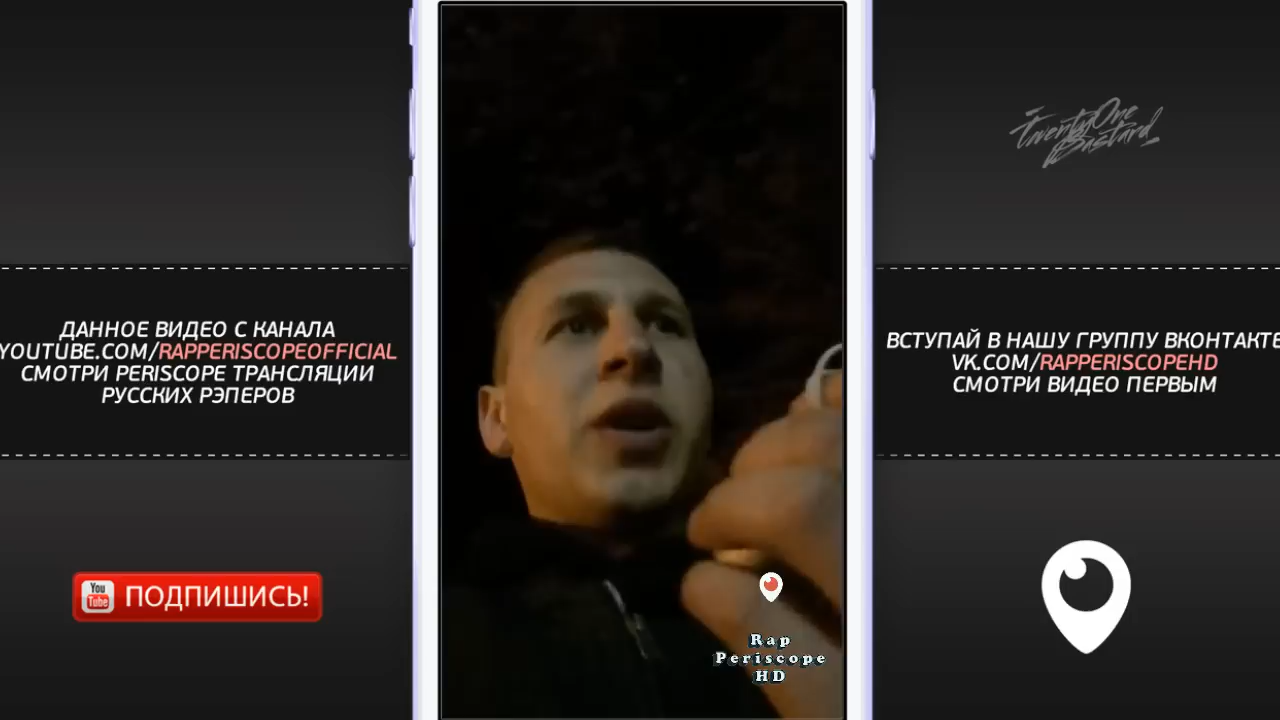 ДАННОЕ ВИДЕО С КАНАЛА
YOUTUBE.COM/RAPPERISCOPEOFFICIAL
СМОТРИ PERISCOPE ТРАНСЛЯЦИИ
РУССКИХ РЭПЕРОВ
You
Tube
ПОДПИШИСЬ!
Rap
Periscope
HD
TwentyOne
Bastard
ВСТУПАЙ В НАШУ ГРУППУ ВКОНТАКТЕ
VK.COM/RAPPERISCOPEHD
СМОТРИ ВИДЕО ПЕРВЫМ